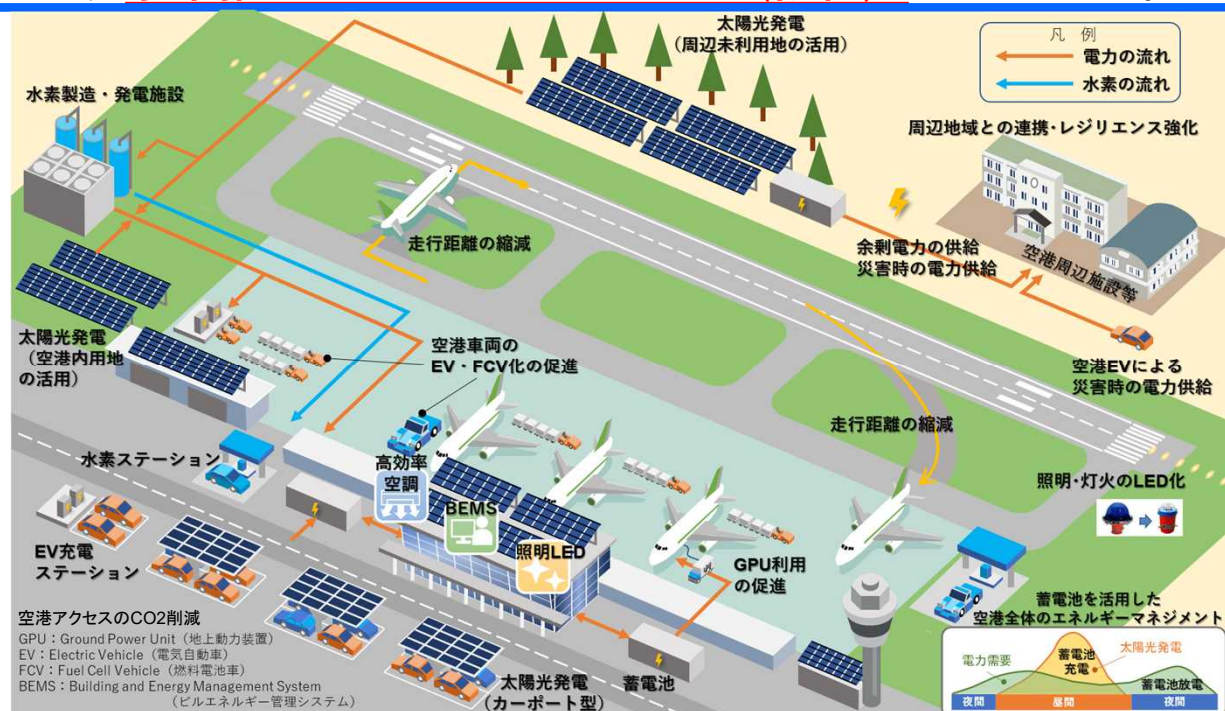 太陽光発電
（周辺未利用地の活用）
凡 例
電力の流れ
水素の流れ
水素製造・発電施設
周辺地域との連携・レジリエンス強化
走行距離の縮減
余剰電力の供給
災害時の電力供給
空港周辺施設等
太陽光発電
（空港内用地
の活用）
空港車両の
EV・FCV化の促進
空港EVによる
災害時の電力供給
走行距離の縮減
水素ステーション
高効率
空調
BEMS
照明LED
照明・灯火のLED化
EV充電
ステーション
GPU利用
の促進
蓄電池を活用した
空港全体のエネルギーマネジメント
空港アクセスのCO2削減
GPU：Ground Power Unit（地上動力装置）
EV：Electric Vehicle（電気自動車）
FCV：Fuel Cell Vehicle（燃料電池車）
BEMS：Building and Energy Management System
（ビルエネルギー管理システム）
太陽光発電
（カーポート型）
蓄電池
電力需要
蓄電池
充電
太陽光発電
蓄電池放電
夜間
昼間
夜間